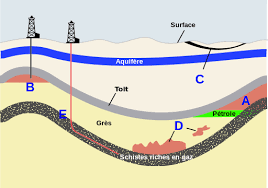 Surface
Aquifère
C
B
Toit
A
E
Pétrole
Grès
D
Schistes riches en gaz